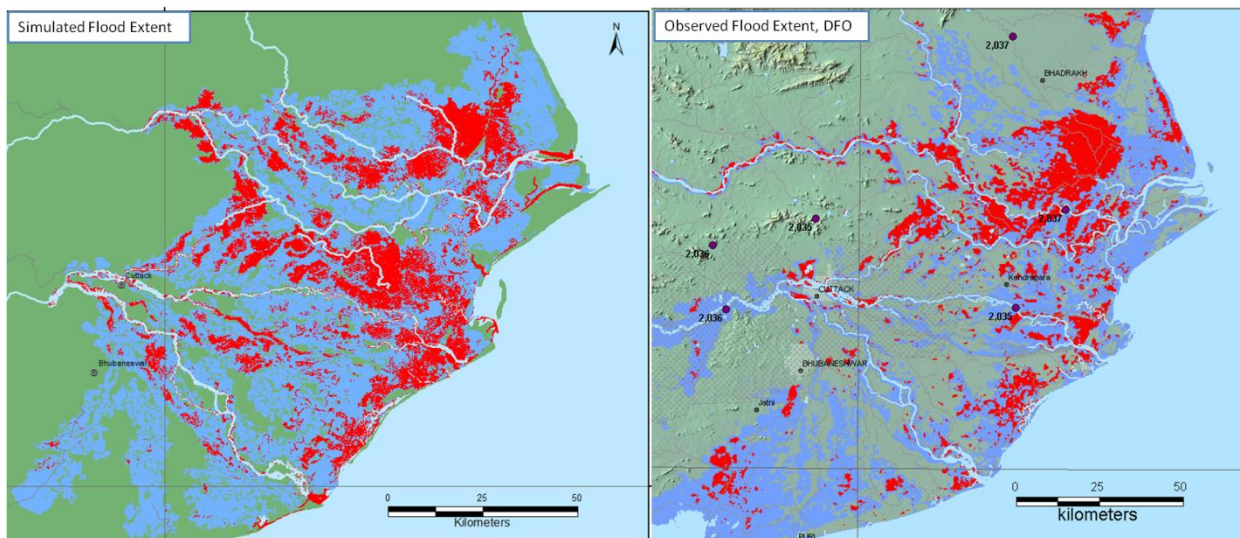 Simulated Flood Extent
N
Cuttack
Bhubaneswar
0 25 50
Kilometers
Observed Flood Extent, DFO
2,037
BHADRAKH
2,037
2,035
2,036
Kendrapara
CUTTACK
2,035
2,036
BHUBANESHWAR
Jatni
0 25 50
kilometers
PURI